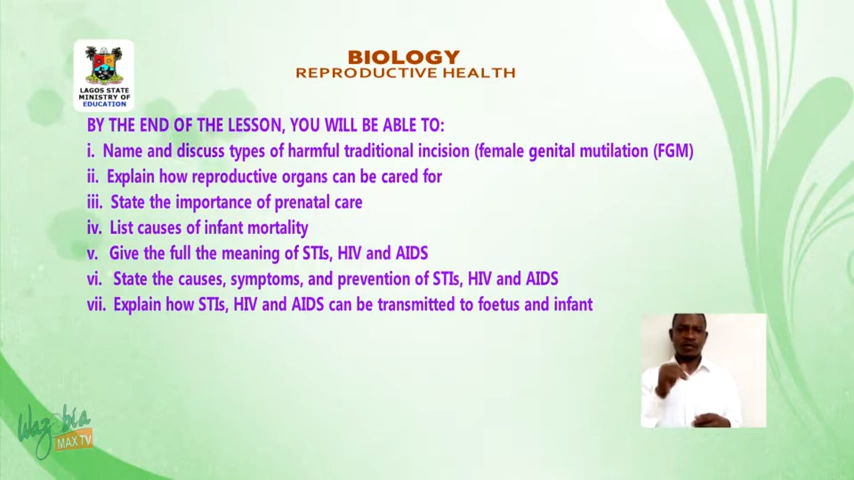 BIOLOGY
REPRODUCTIVE HEALTH
LAGOS STATE
MINISTRY OF
EDUCATION
BY THE END OF THE LESSON, YOU WILL BE ABLE TO:
i. Name and discuss types of harmful traditional incision (female genital mutilation (FGM)
ii. Explain how reproductive organs can be cared for
iii. State the importance of prenatal care
iv. List causes of infant mortality
v. Give the full the meaning of STIs, HIV and AIDS
vi. State the causes, symptoms, and prevention of STIs, HIV and AIDS
vii. Explain how STIs, HIV and AIDS can be transmitted to foetus and infant
Wazobia
MAX TV